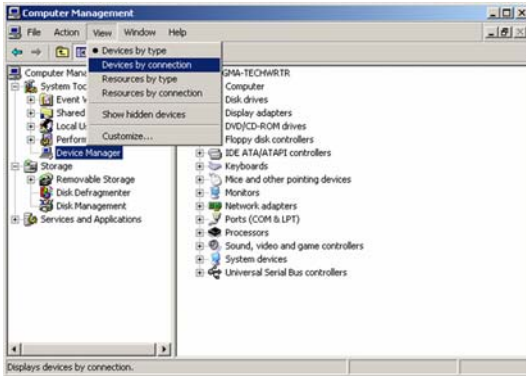 Computer Management
File Action View Window Help
Devices by type
Devices by connection
Resources by type
Resources by connection
Show hidden devices
Customize...
Computer Mana
System Too
Event V
Shared
Local U
Perform
Device Manager
Storage
Removable Storage
Disk Defragmenter
Disk Management
Services and Applications
GMA-TECHWRTR
Computer
Disk drives
Display adapters
DVD/CD-ROM drives
Floppy disk controllers
IDE ATA/ATAPI controllers
Keyboards
Mice and other pointing devices
Monitors
Network adapters
Ports (COM & LPT)
Processors
Sound, video and game controllers
System devices
Universal Serial Bus controllers
Displays devices by connection.